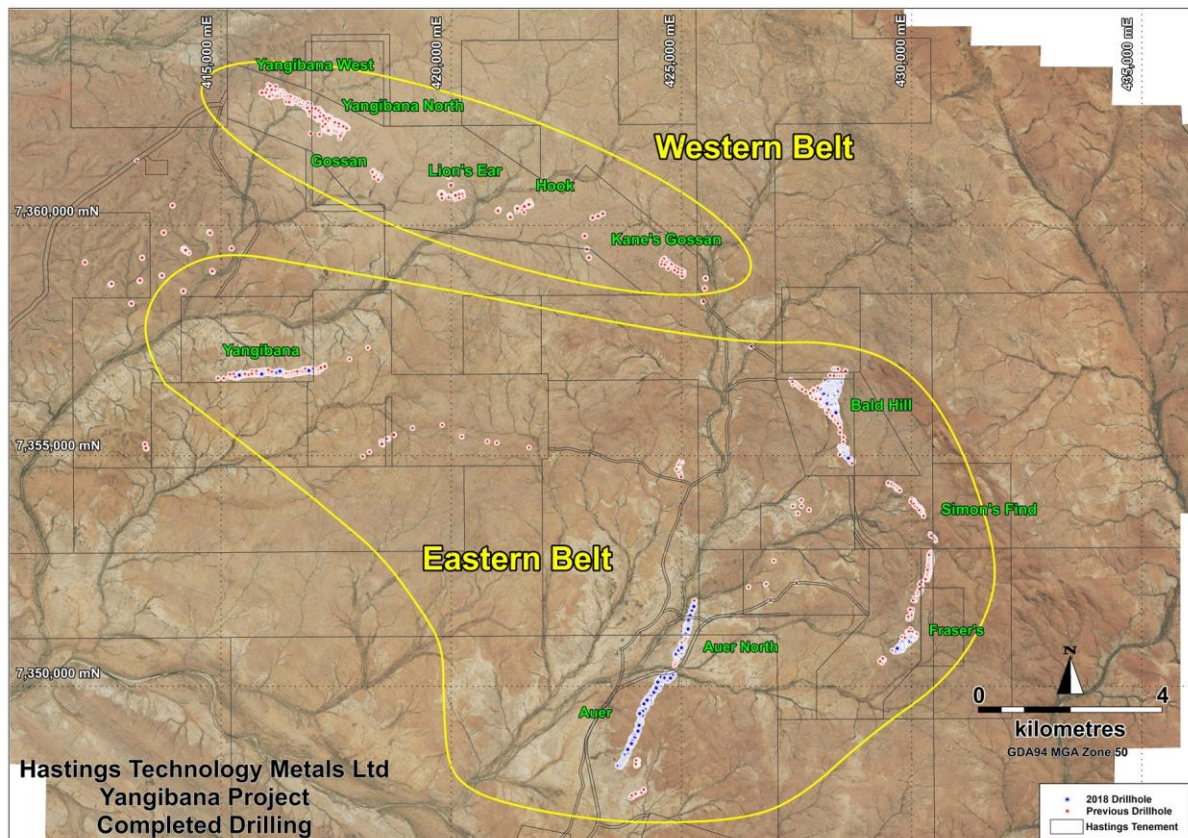 415,000 mE
420,000 mE
425,000 mE
430,000 mE
435,000 mE
Yangibana West
Yangibana North
Western Belt
Gossan
Lion's Ear
Hook
7,360,000 mN
Kane's Gossan
Yangibana
Bald Hill
7,355,000 mN
Simon's Find
Eastern Belt
Fraser's
Auer North
7,350,000 mN
Auer
N
0 4
kilometres
GDA94 MGA Zone 50
Hastings Technology Metals Ltd
Yangibana Project
Completed Drilling
2018 Drillhole
Previous Drillhole
Hastings Tenement